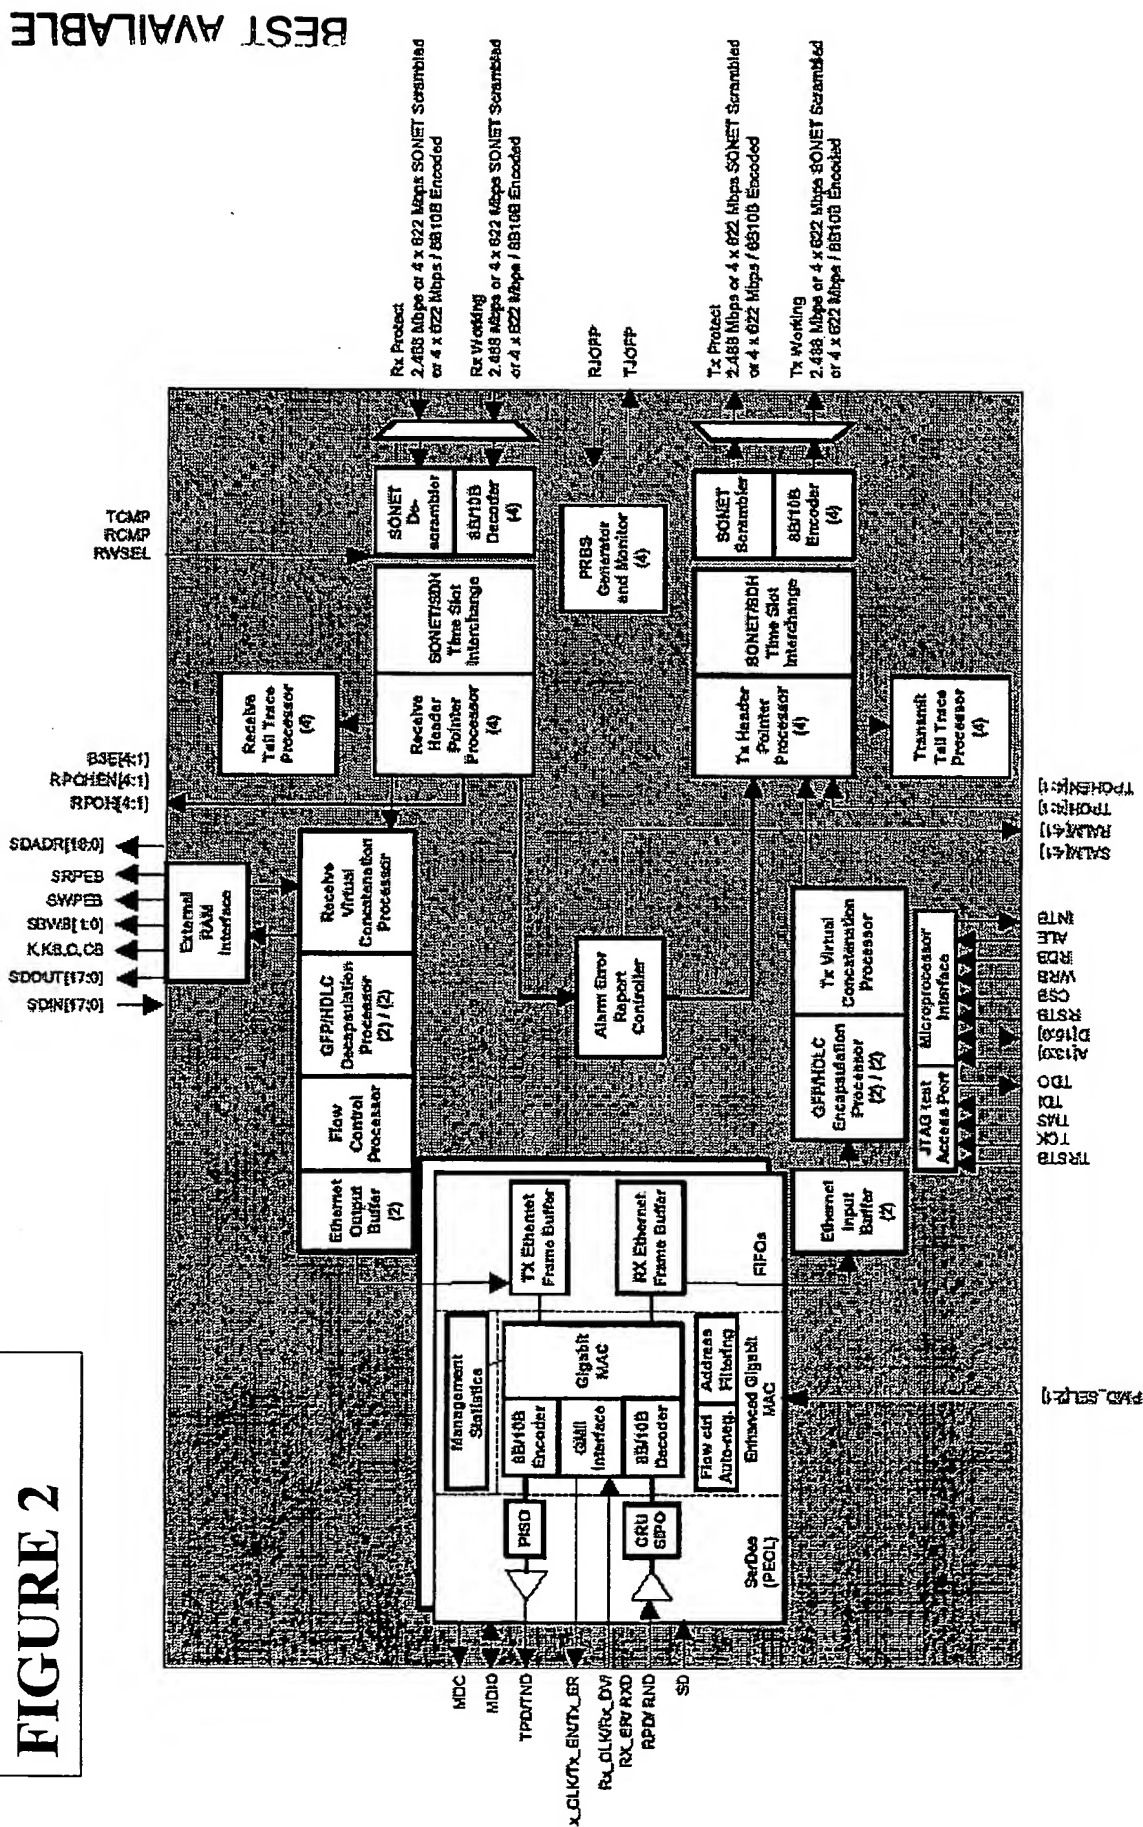 BEST AVAILABLE
FIGURE 2
TCMP
RCMP
RWSEL
B3E[4:1]
RPOHEN[4:1]
RPOH[4:1]
SDADR[18:0]
SRPEB
SWPEB
SBWB[1:0]
K,KB,C,CB
SDOUT[17:0]
SDIN[17:0]
Rx Protect
2.488 Mbps or 4 x 622 Mbps SONET Scrambled
or 4 x 622 Mbps / 8B10B Encoded
Rx Working
2.488 Mbps or 4 x 622 Mbps SONET Scrambled
or 4 x 622 Mbps / 8B10B Encoded
RJOFP
TJOFP
Tx Protect
2.488 Mbps or 4 x 622 Mbps SONET Scrambled
or 4 x 622 Mbps / 8B10B Encoded
Tx Working
2.488 Mbps or 4 x 622 Mbps SONET Scrambled
or 4 x 622 Mbps / 8B10B Encoded
SONET
De-
scrambler
8B/10B
Decoder
(4)
SONET/SDH
Time Slot
Interchange
Receive
Header
Pointer
Processor
(4)
Receive
Tail Trace
Processor
(4)
PRBS
Generator
and Monitor
(4)
SONET
Scrambler
8B/10B
Encoder
(4)
SONET/SDH
Time Slot
Interchange
Tx Header
Pointer
Processor
(4)
Transmit
Tail Trace
Processor
(4)
External
RAM
Interface
Receive
Virtual
Concatenation
Processor
GFP/HDLC
Decapsulation
Processor
(2) / (2)
Flow
Control
Processor
Ethernet
Output
Buffer
(2)
Alarm Error
Report
Controller
Tx Virtual
Concatenation
Processor
GFP/HDLC
Encapsulation
Processor
(2) / (2)
Ethernet
Input
Buffer
(2)
Microprocessor
Interface
JTAG test
Access Port
TX Ethernet
Frame Buffer
RX Ethernet
Frame Buffer
FIFOs
Management
Statistics
Gigabit
MAC
8B/10B
Encoder
GMII
Interface
8B/10B
Decoder
Address
Filtering
Flow ctrl
Auto-neg.
Enhanced Gigabit
MAC
PISO
CRU
SIPO
SerDes
(PECL)
MDC
MDIO
TPD/TND
x_CLK/Tx_EN/Tx_ER
Rx_CLK/Rx_DV/
RX_ER/ RXD
RPD/ RND
SD
TPOHEN[4:1]
TPOH[4:1]
RALM[4:1]
SALM[4:1]
INTB
ALE
RDB
WRB
CSB
RSTB
D[15:0]
A[13:0]
TDO
TDI
TMS
TCK
TRSTB
PMD_SEL[2:1]